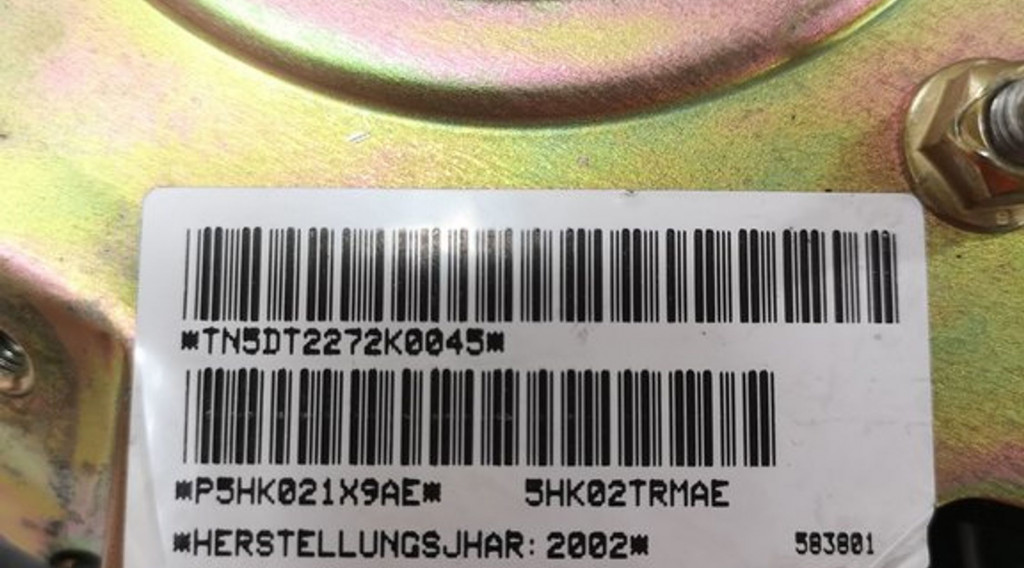 *TN5DT2272K0045*
*P5HK021X9AE* 5HK02TRMAE
*HERSTELLUNGSJHAR: 2002* 583801